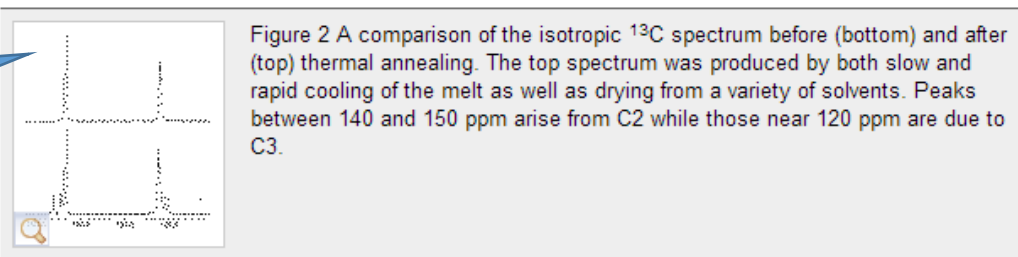 Figure 2 A comparison of the isotropic ¹³C spectrum before (bottom) and after
(top) thermal annealing. The top spectrum was produced by both slow and
rapid cooling of the melt as well as drying from a variety of solvents. Peaks
between 140 and 150 ppm arise from C2 while those near 120 ppm are due to
C3.